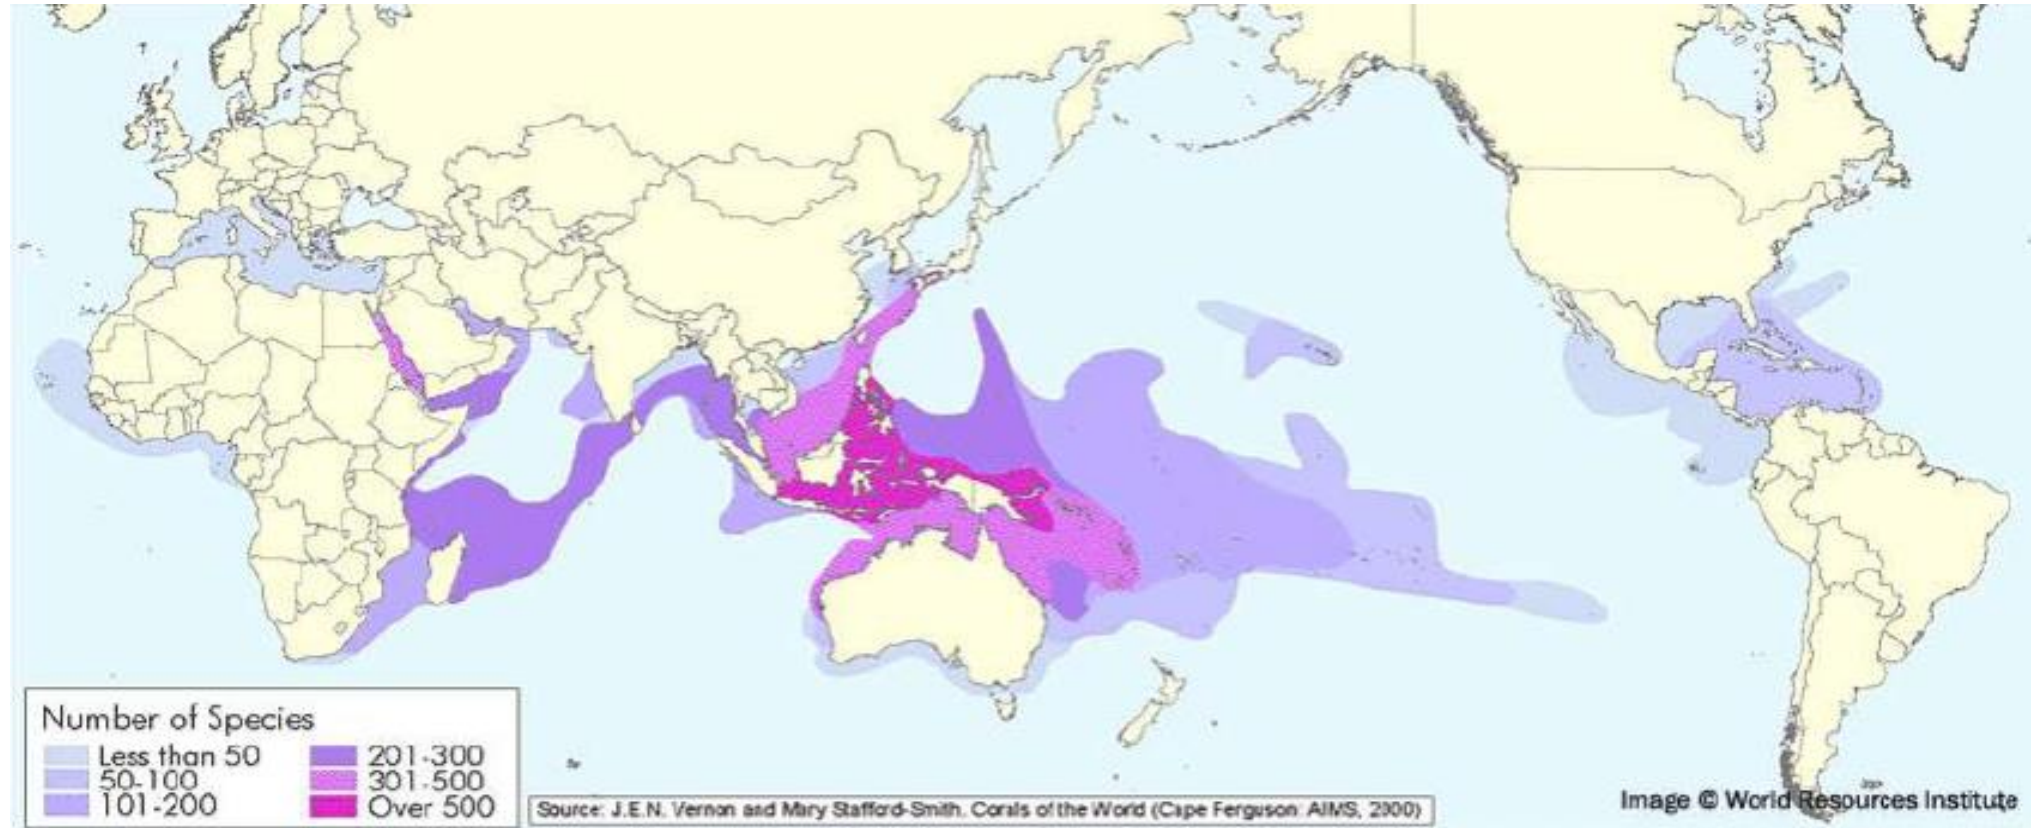 Number of Species
Less than 50
50-100
101-200
201-300
301-500
Over 500
Source: J.E.N. Vernon and Mary Stafford-Smith. Corals of the World (Cape Ferguson: AIMS, 2000)
Image © World Resources Institute